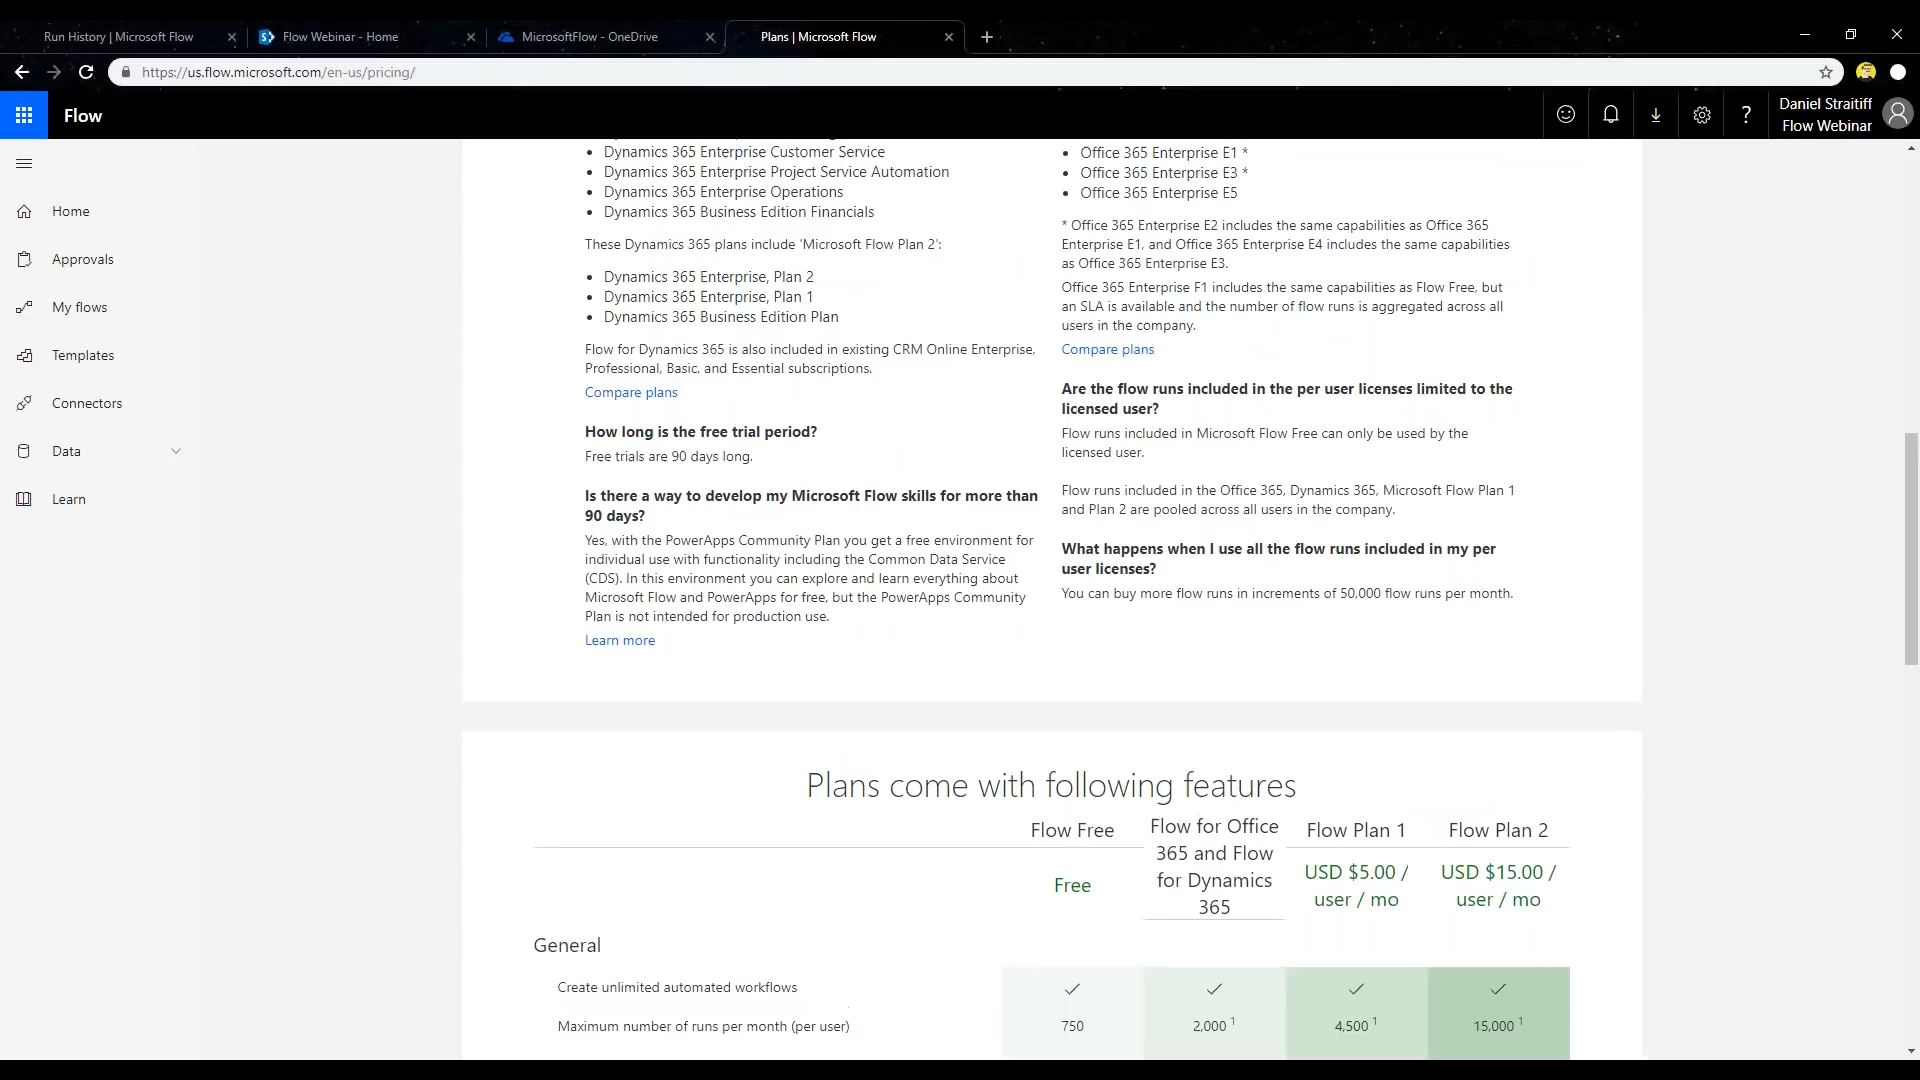 Run History | Microsoft Flow
Flow Webinar - Home
MicrosoftFlow - OneDrive
Plans | Microsoft Flow
https://us.flow.microsoft.com/en-us/pricing/
Flow
Daniel Straitiff
Flow Webinar
Home
Approvals
My flows
Templates
Connectors
Data
Learn
Dynamics 365 Enterprise Customer Service
Dynamics 365 Enterprise Project Service Automation
Dynamics 365 Enterprise Operations
Dynamics 365 Business Edition Financials
These Dynamics 365 plans include 'Microsoft Flow Plan 2':
Dynamics 365 Enterprise, Plan 2
Dynamics 365 Enterprise, Plan 1
Dynamics 365 Business Edition Plan
Flow for Dynamics 365 is also included in existing CRM Online Enterprise,
Professional, Basic, and Essential subscriptions.
Compare plans
How long is the free trial period?
Free trials are 90 days long.
Is there a way to develop my Microsoft Flow skills for more than
90 days?
Yes, with the PowerApps Community Plan you get a free environment for
individual use with functionality including the Common Data Service
(CDS). In this environment you can explore and learn everything about
Microsoft Flow and PowerApps for free, but the PowerApps Community
Plan is not intended for production use.
Learn more
Office 365 Enterprise E1 *
Office 365 Enterprise E3 *
Office 365 Enterprise E5
* Office 365 Enterprise E2 includes the same capabilities as Office 365
Enterprise E1, and Office 365 Enterprise E4 includes the same capabilities
as Office 365 Enterprise E3.
Office 365 Enterprise F1 includes the same capabilities as Flow Free, but
an SLA is available and the number of flow runs is aggregated across all
users in the company.
Compare plans
Are the flow runs included in the per user licenses limited to the
licensed user?
Flow runs included in Microsoft Flow Free can only be used by the
licensed user.
Flow runs included in the Office 365, Dynamics 365, Microsoft Flow Plan 1
and Plan 2 are pooled across all users in the company.
What happens when I use all the flow runs included in my per
user licenses?
You can buy more flow runs in increments of 50,000 flow runs per month.
Plans come with following features
Flow Free
Free
Flow for Office
365 and Flow
for Dynamics
365
Flow Plan 1
USD $5.00 /
user / mo
Flow Plan 2
USD $15.00 /
user / mo
General
Create unlimited automated workflows ✓ ✓ ✓ ✓
Maximum number of runs per month (per user) 750 2,000 1 4,500 1 15,000 1